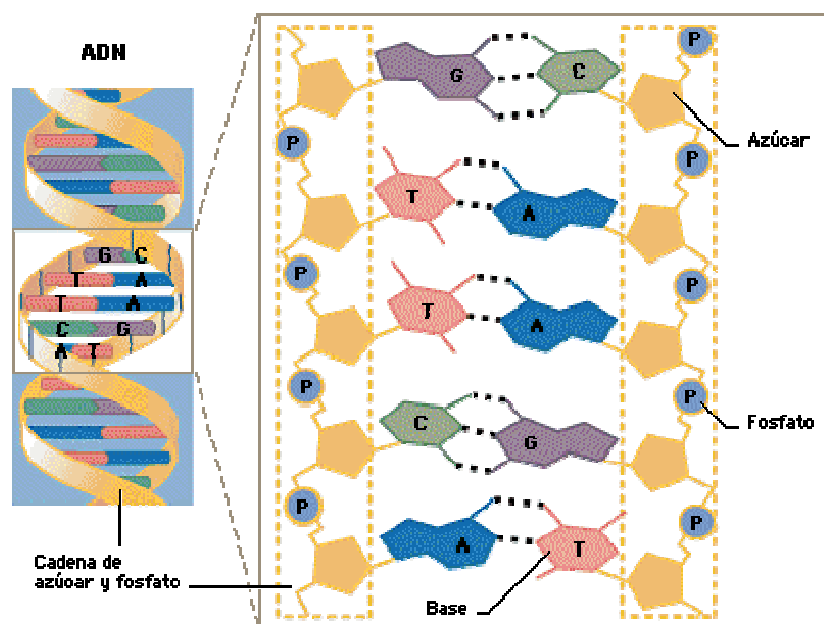 ADN
G C
T A
T A
C G
A T
P
G C
Azúcar
P
P
T A
P
P
T A
P
P
Fosfato
C G
P
P
A T
Cadena de
azúoar y fosfato
Base